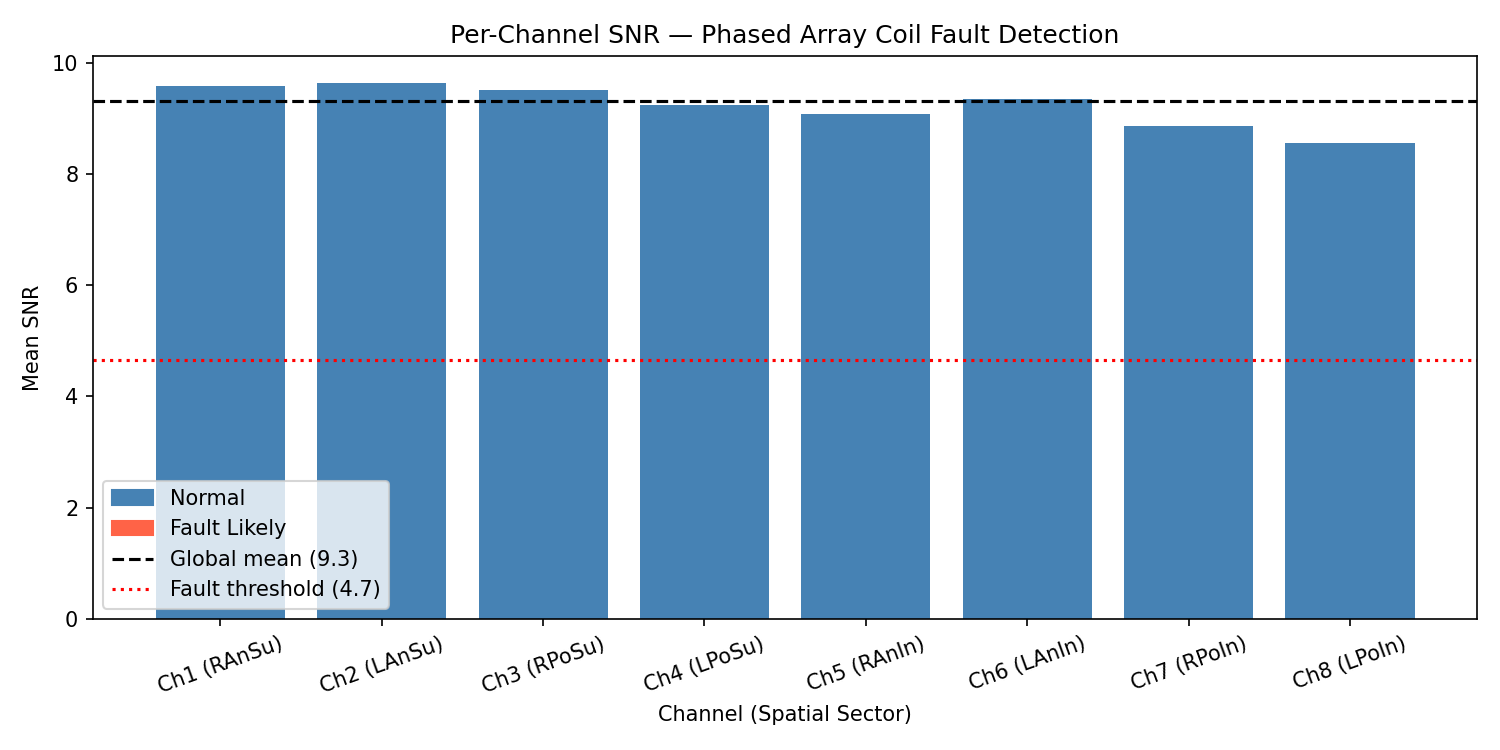 Per-Channel SNR — Phased Array Coil Fault Detection
Mean SNR
10
8
6
4
2
0
Normal
Fault Likely
Global mean (9.3)
Fault threshold (4.7)
Ch1 (RAnSu)
Ch2 (LAnSu)
Ch3 (RPoSu)
Ch4 (LPoSu)
Ch5 (RAnIn)
Ch6 (LAnIn)
Ch7 (RPoIn)
Ch8 (LPoIn)
Channel (Spatial Sector)